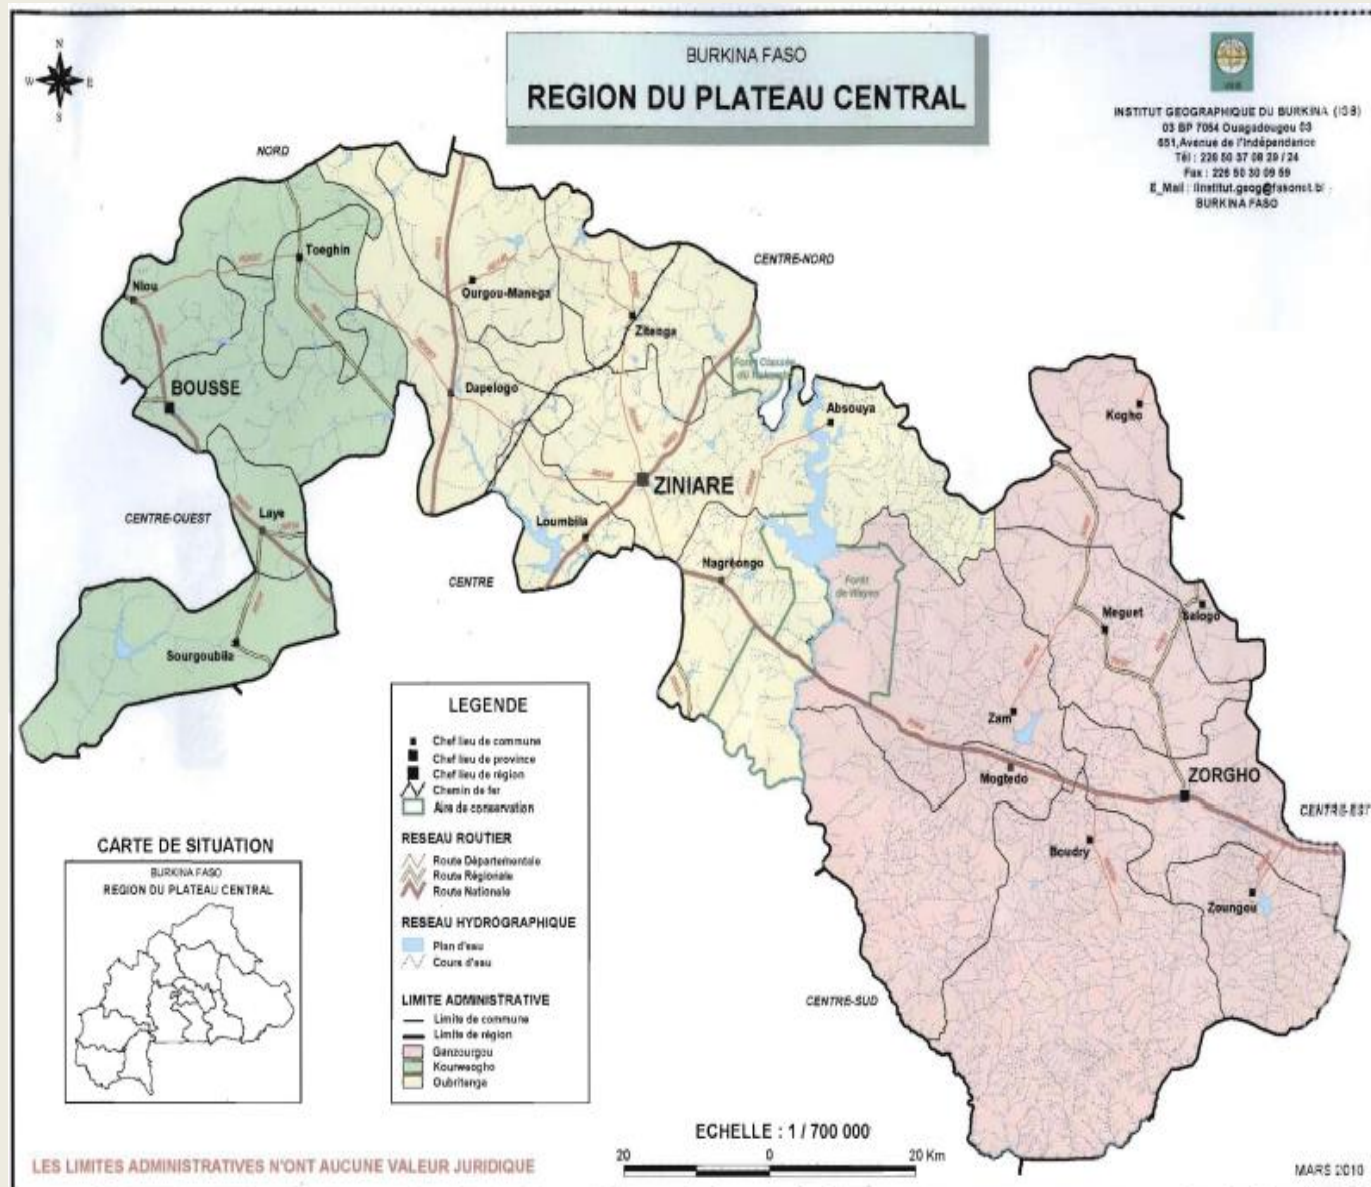 BURKINA FASO
REGION DU PLATEAU CENTRAL
N
W
E
S
INSTITUT GEOGRAPHIQUE DU BURKINA (IGB)
03 BP 7054 Ouagadougou 03
651,Avenue de l'Indépendance
BURKINA FASO
NORD
CENTRE-NORD
Toeghin
Niou
Ourgou-Manega
Zitenga
BOUSSE
Dapelogo
Absouya
Kogho
ZINIARE
CENTRE-OUEST
Laye
Loumbila
CENTRE
Nagréongo
Forêt
de Wayen
Meguet
Salogo
Sourgoubila
Zam
Mogtedo
ZORGHO
CENTRE-EST
Boudry
Zoungou
CENTRE-SUD
LEGENDE
Chef lieu de commune
Chef lieu de province
Chef lieu de région
Chemin de fer
Aire de conservation
RESEAU ROUTIER
Route Départementale
Route Régionale
Route Nationale
RESEAU HYDROGRAPHIQUE
Plan d'eau
Cours d'eau
LIMITE ADMINISTRATIVE
Limite de commune
Limite de région
Ganzourgou
Kourweogho
Oubritenga
CARTE DE SITUATION
BURKINA FASO
REGION DU PLATEAU CENTRAL
ECHELLE : 1 / 700 000
20 0 20 Km
LES LIMITES ADMINISTRATIVES N'ONT AUCUNE VALEUR JURIDIQUE
MARS 2010